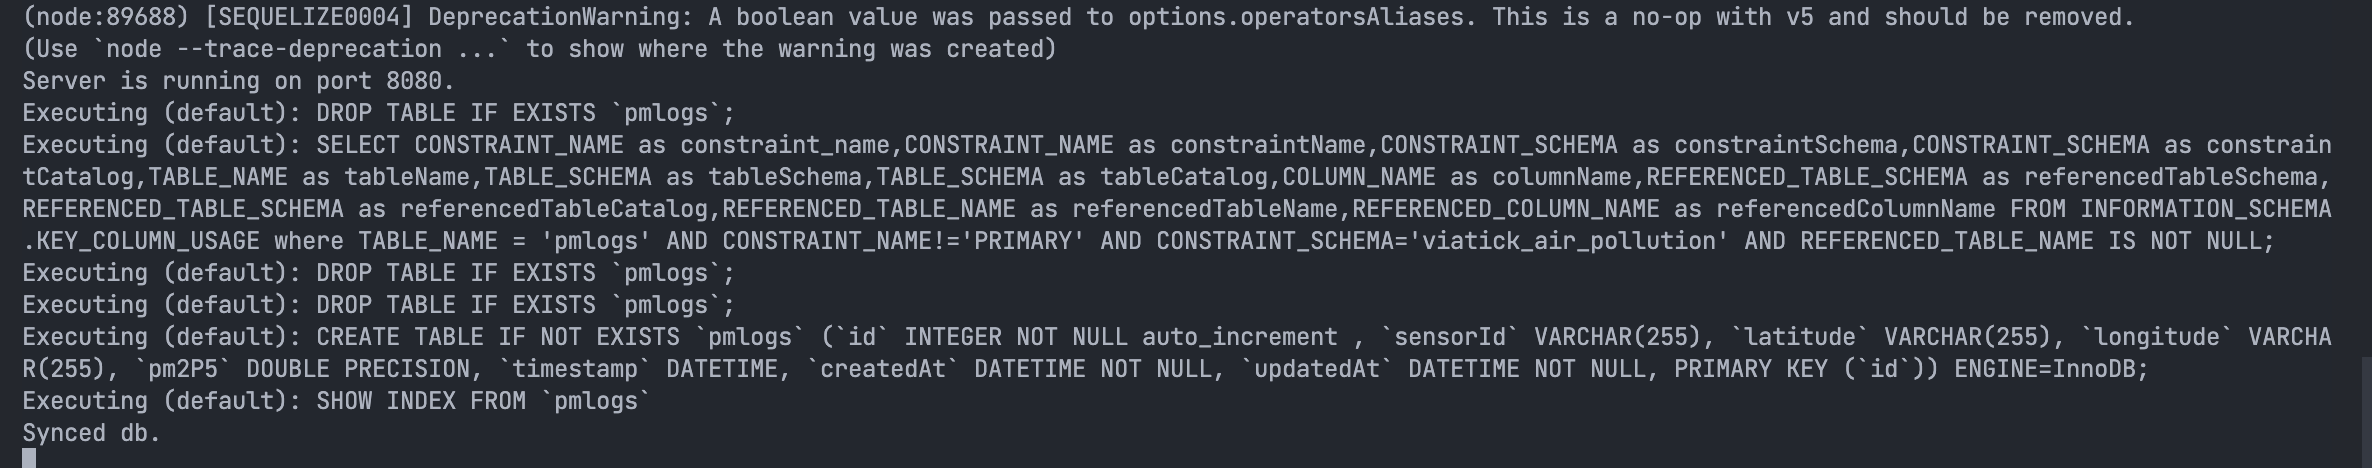 (node:89688) [SEQUELIZE0004] DeprecationWarning: A boolean value was passed to options.operatorsAliases. This is a no-op with v5 and should be removed.
(Use `node --trace-deprecation ...` to show where the warning was created)
Server is running on port 8080.
Executing (default): DROP TABLE IF EXISTS `pmlogs`;
Executing (default): SELECT CONSTRAINT_NAME as constraint_name,CONSTRAINT_NAME as constraintName,CONSTRAINT_SCHEMA as constraintSchema,CONSTRAINT_SCHEMA as constrain
tCatalog,TABLE_NAME as tableName,TABLE_SCHEMA as tableSchema,TABLE_SCHEMA as tableCatalog,COLUMN_NAME as columnName,REFERENCED_TABLE_SCHEMA as referencedTableSchema,
REFERENCED_TABLE_SCHEMA as referencedTableCatalog,REFERENCED_TABLE_NAME as referencedTableName,REFERENCED_COLUMN_NAME as referencedColumnName FROM INFORMATION_SCHEMA
.KEY_COLUMN_USAGE where TABLE_NAME = 'pmlogs' AND CONSTRAINT_NAME!='PRIMARY' AND CONSTRAINT_SCHEMA='viatick_air_pollution' AND REFERENCED_TABLE_NAME IS NOT NULL;
Executing (default): DROP TABLE IF EXISTS `pmlogs`;
Executing (default): DROP TABLE IF EXISTS `pmlogs`;
Executing (default): CREATE TABLE IF NOT EXISTS `pmlogs` (`id` INTEGER NOT NULL auto_increment , `sensorId` VARCHAR(255), `latitude` VARCHAR(255), `longitude` VARCHA
R(255), `pm2P5` DOUBLE PRECISION, `timestamp` DATETIME, `createdAt` DATETIME NOT NULL, `updatedAt` DATETIME NOT NULL, PRIMARY KEY (`id`)) ENGINE=InnoDB;
Executing (default): SHOW INDEX FROM `pmlogs`
Synced db.